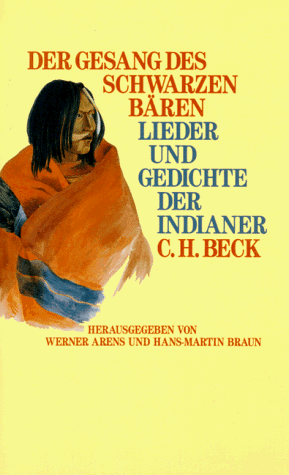 DER GESANG DES
SCHWARZEN
BÄREN
LIEDER
UND
GEDICHTE
DER
INDIANER
C. H. BECK
HERAUSGEGEBEN VON
WERNER ARENS UND HANS-MARTIN BRAUN